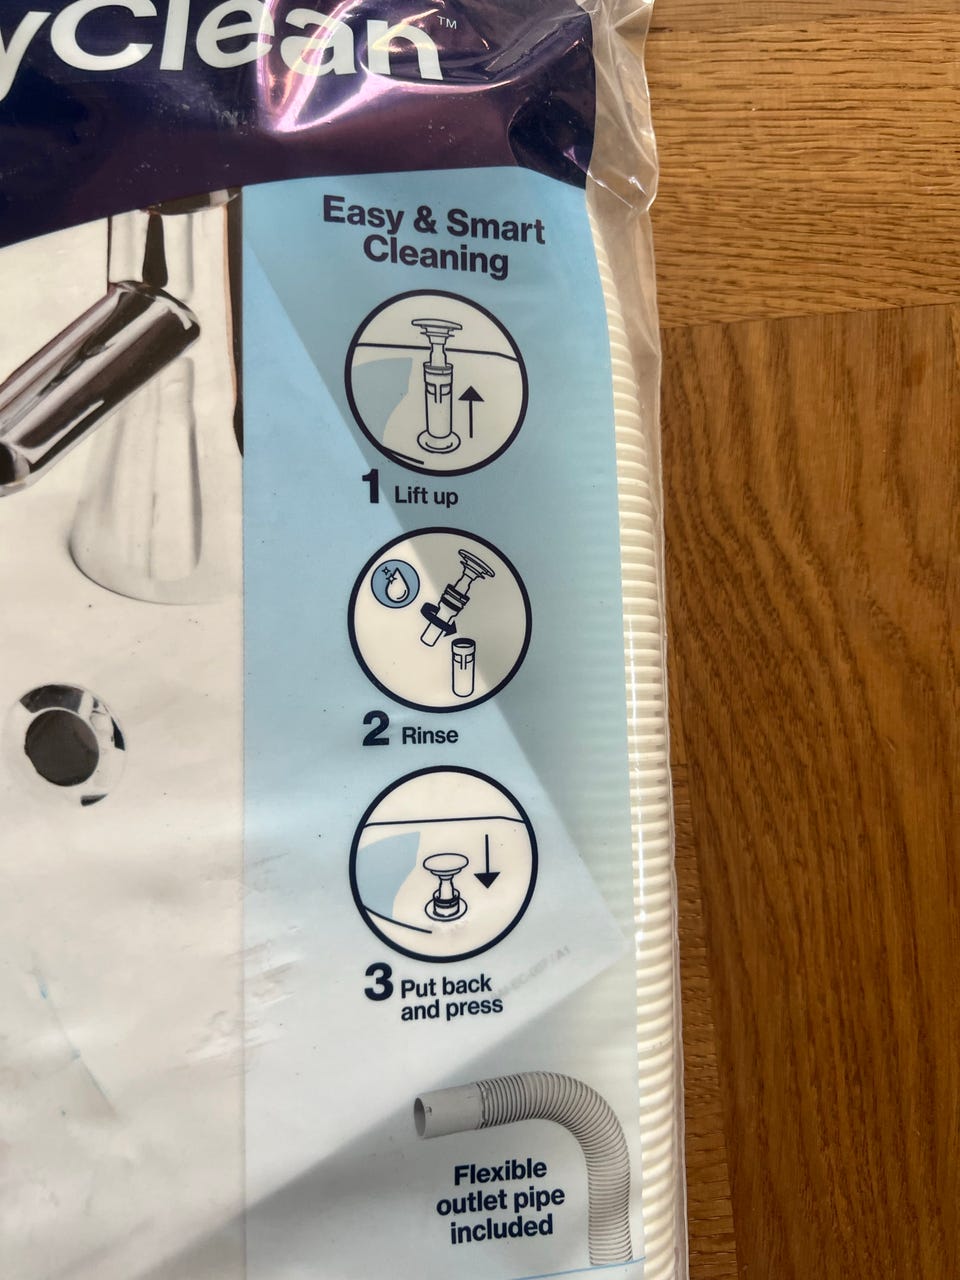 yClean™
Easy & Smart
Cleaning
1 Lift up
2 Rinse
3 Put back
and press
Flexible
outlet pipe
included